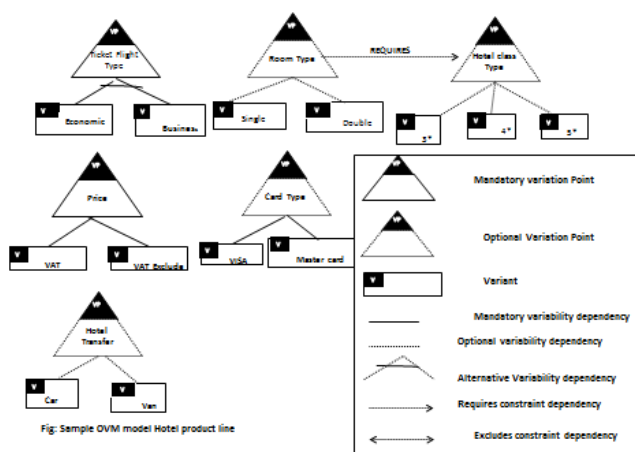 VP
Ticket Flight
Type
V
Economic
V
Business
VP
Room Type
V
Single
V
Double
REQUIRES
VP
Hotel class
Type
V
3*
V
4*
V
5*
VP
Price
V
VAT
V
VAT Exclude
VP
Card Type
V
VISA
V
Master card
VP
Hotel
Transfer
V
Car
V
Van
Fig: Sample OVM model Hotel product line
VP
Mandatory variation Point
VP
Optional Variation Point
V
Variant
Mandatory variability dependency
Optional variability dependency
Alternative Variability dependency
Requires constraint dependency
Excludes constraint dependency